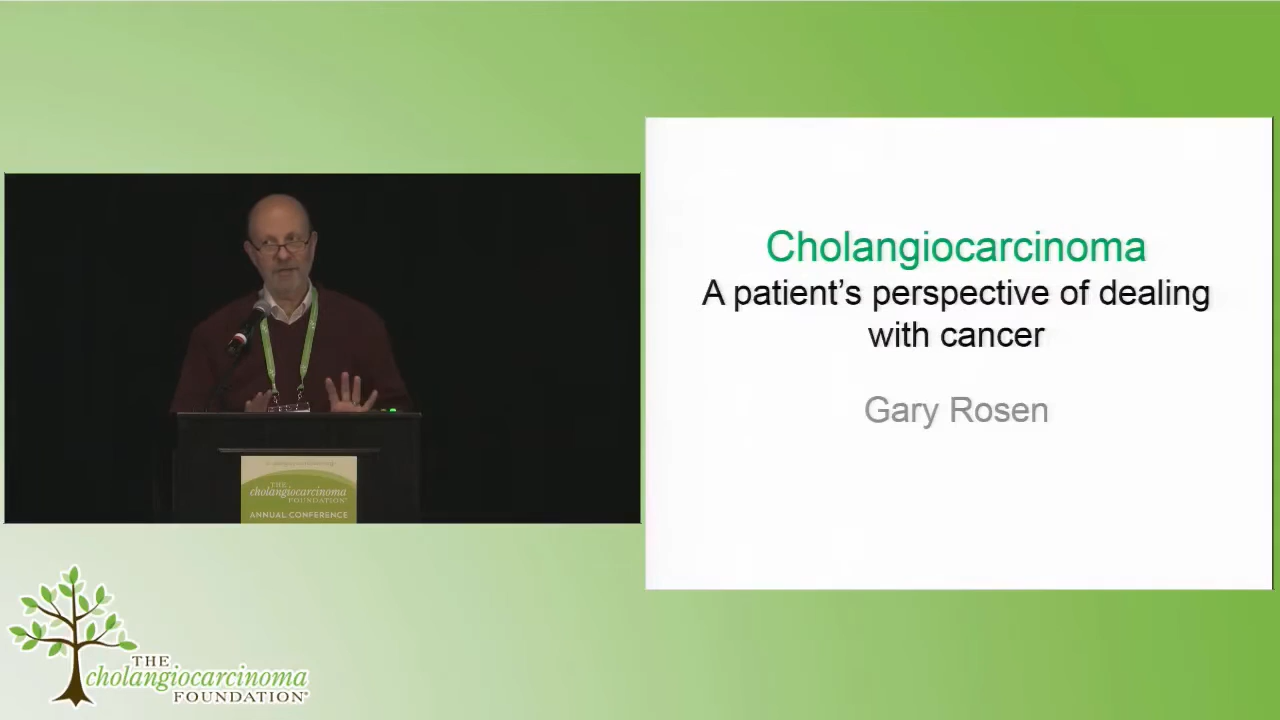 Cholangiocarcinoma
A patient's perspective of dealing
with cancer
Gary Rosen
THE
cholangiocarcinoma
FOUNDATION®
ANNUAL CONFERENCE
THE
cholangiocarcinoma
FOUNDATION®